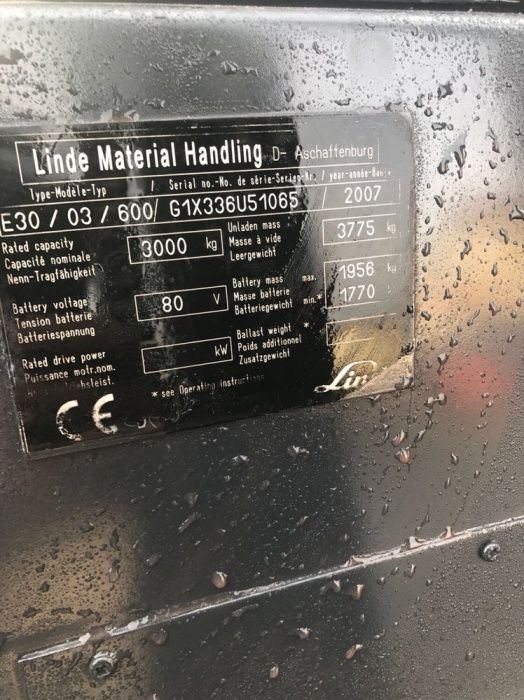 Linde Material Handling D- Aschaffenburg
Type-Modèle-Typ / Serial no.-No. de série-Serien-Nr. / year-année-Baujahr
E30 / 03 / 600/ G1X336U51065 / 2007
Rated capacity
Capacité nominale
Nenn-Tragfähigkeit
3000 kg
Unladen mass
Masse à vide
Leergewicht
3775 kg
Battery voltage
Tension batterie
Batteriespannung
80 V
Battery mass max.
Masse batterie
Batteriegewicht min.*
1956 kg
1770
Rated drive power
Puissance motr.nom.
kW
Ballast weight *
Poids additionnel
Zusatzgewicht
* see Operating instructions
CE